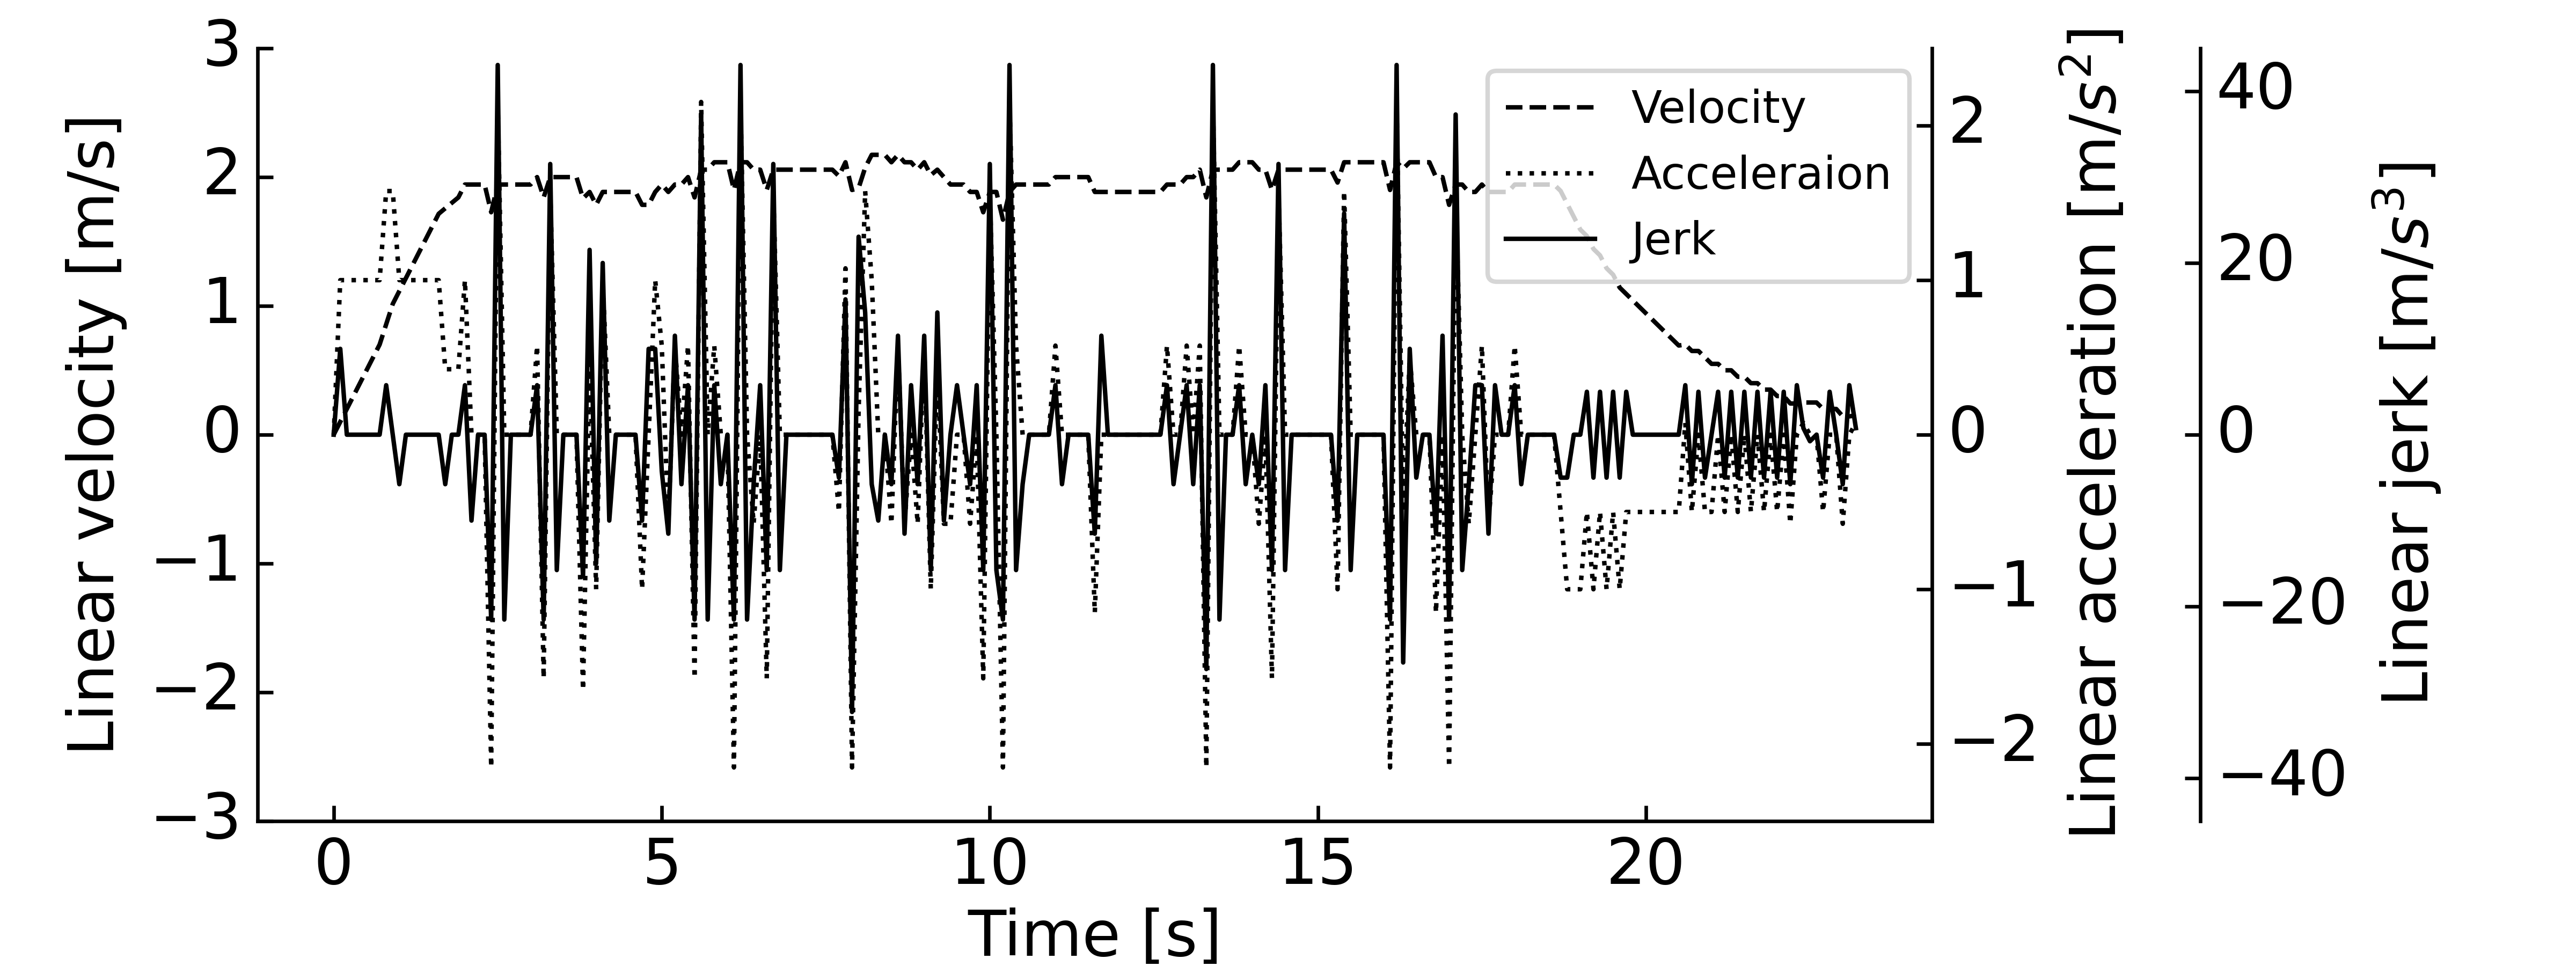 Linear velocity [m/s]
3
2
1
0
−1
−2
−3
0 5 10 15 20
Time [s]
Velocity
Acceleraion
Jerk
2
1
0
−1
−2
Linear acceleration [m/s²]
40
20
0
−20
−40
Linear jerk [m/s³]